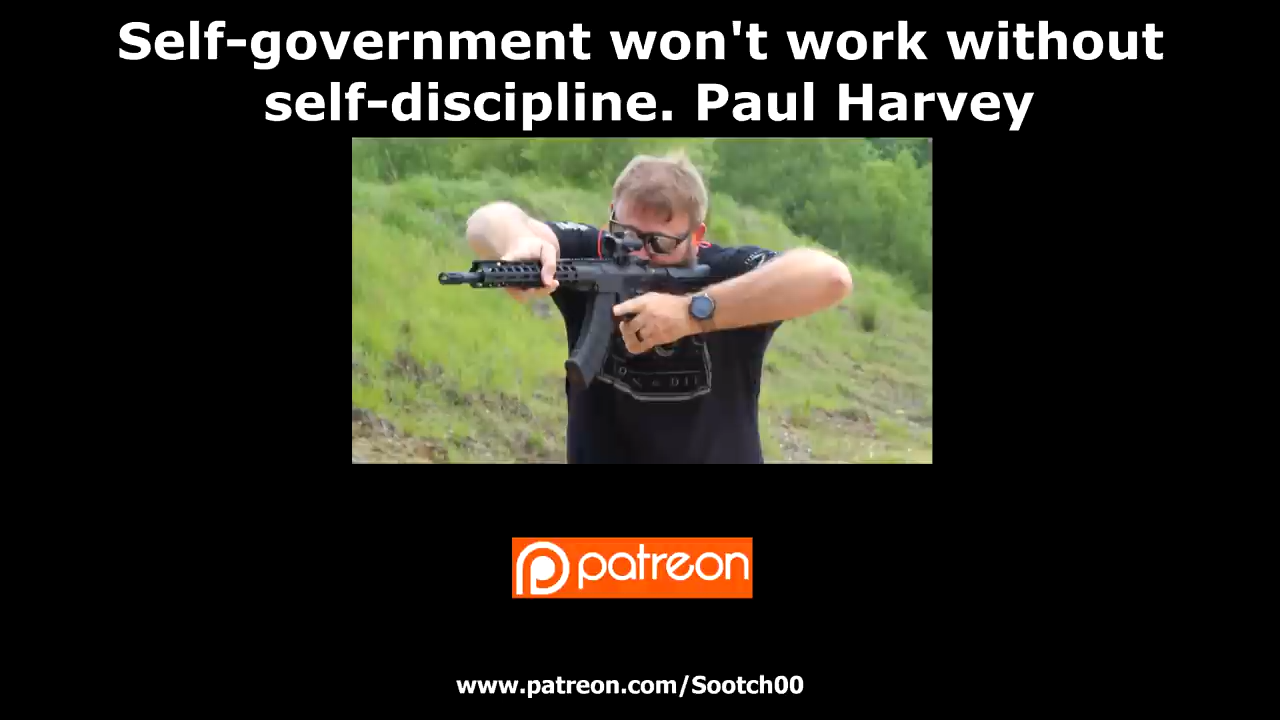 Self-government won't work without
self-discipline. Paul Harvey
patreon
www.patreon.com/Sootch00